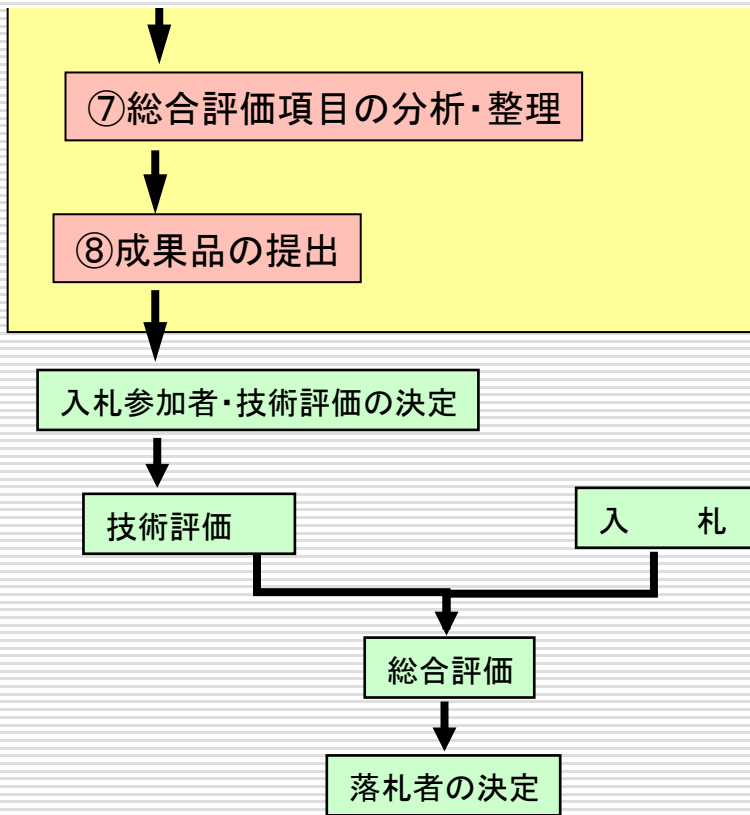 ⑦総合評価項目の分析・整理
⑧成果品の提出
入札参加者・技術評価の決定
技術評価
入　　札
総合評価
落札者の決定